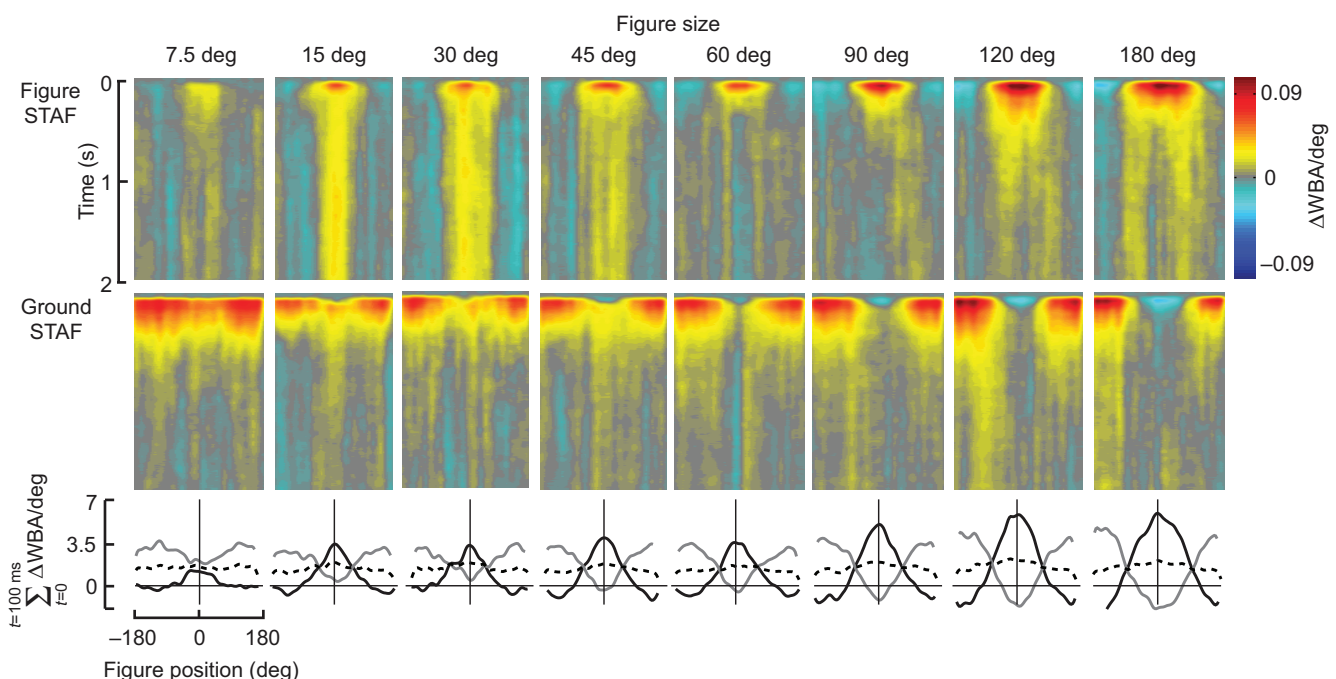 Figure size
7.5 deg 15 deg 30 deg 45 deg 60 deg 90 deg 120 deg 180 deg
Figure
STAF
Time (s)
0
1
2
0.09
0
–0.09
ΔWBA/deg
Ground
STAF
t=100 ms
∑ ΔWBA/deg
t=0
7
3.5
0
–180 0 180
Figure position (deg)